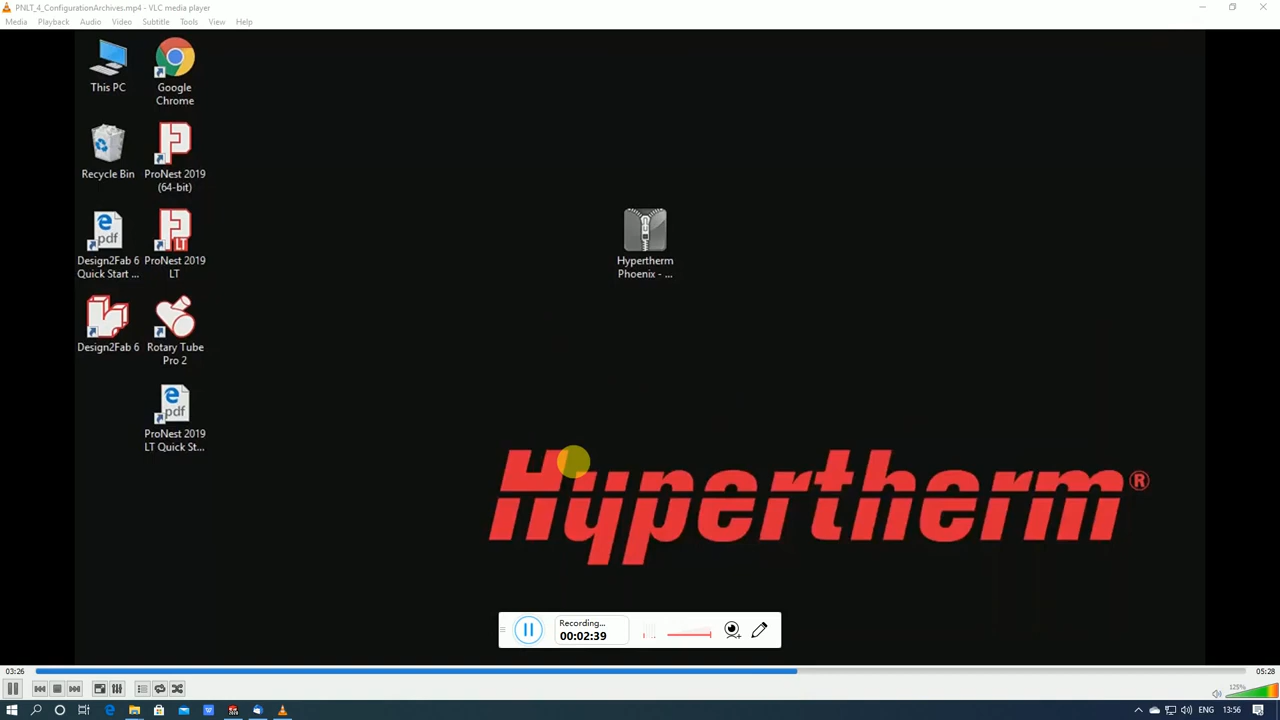 PNLT_4_ConfigurationArchives.mp4 - VLC media player
Media Playback Audio Video Subtitle Tools View Help
This PC
Google
Chrome
Recycle Bin
ProNest 2019
(64-bit)
Design2Fab 6
Quick Start ...
ProNest 2019
LT
Design2Fab 6
Rotary Tube
Pro 2
ProNest 2019
LT Quick St...
Hypertherm
Phoenix - ...
Hypertherm®
Recording...
00:02:39
03:26
05:28
125%
ENG 13:56